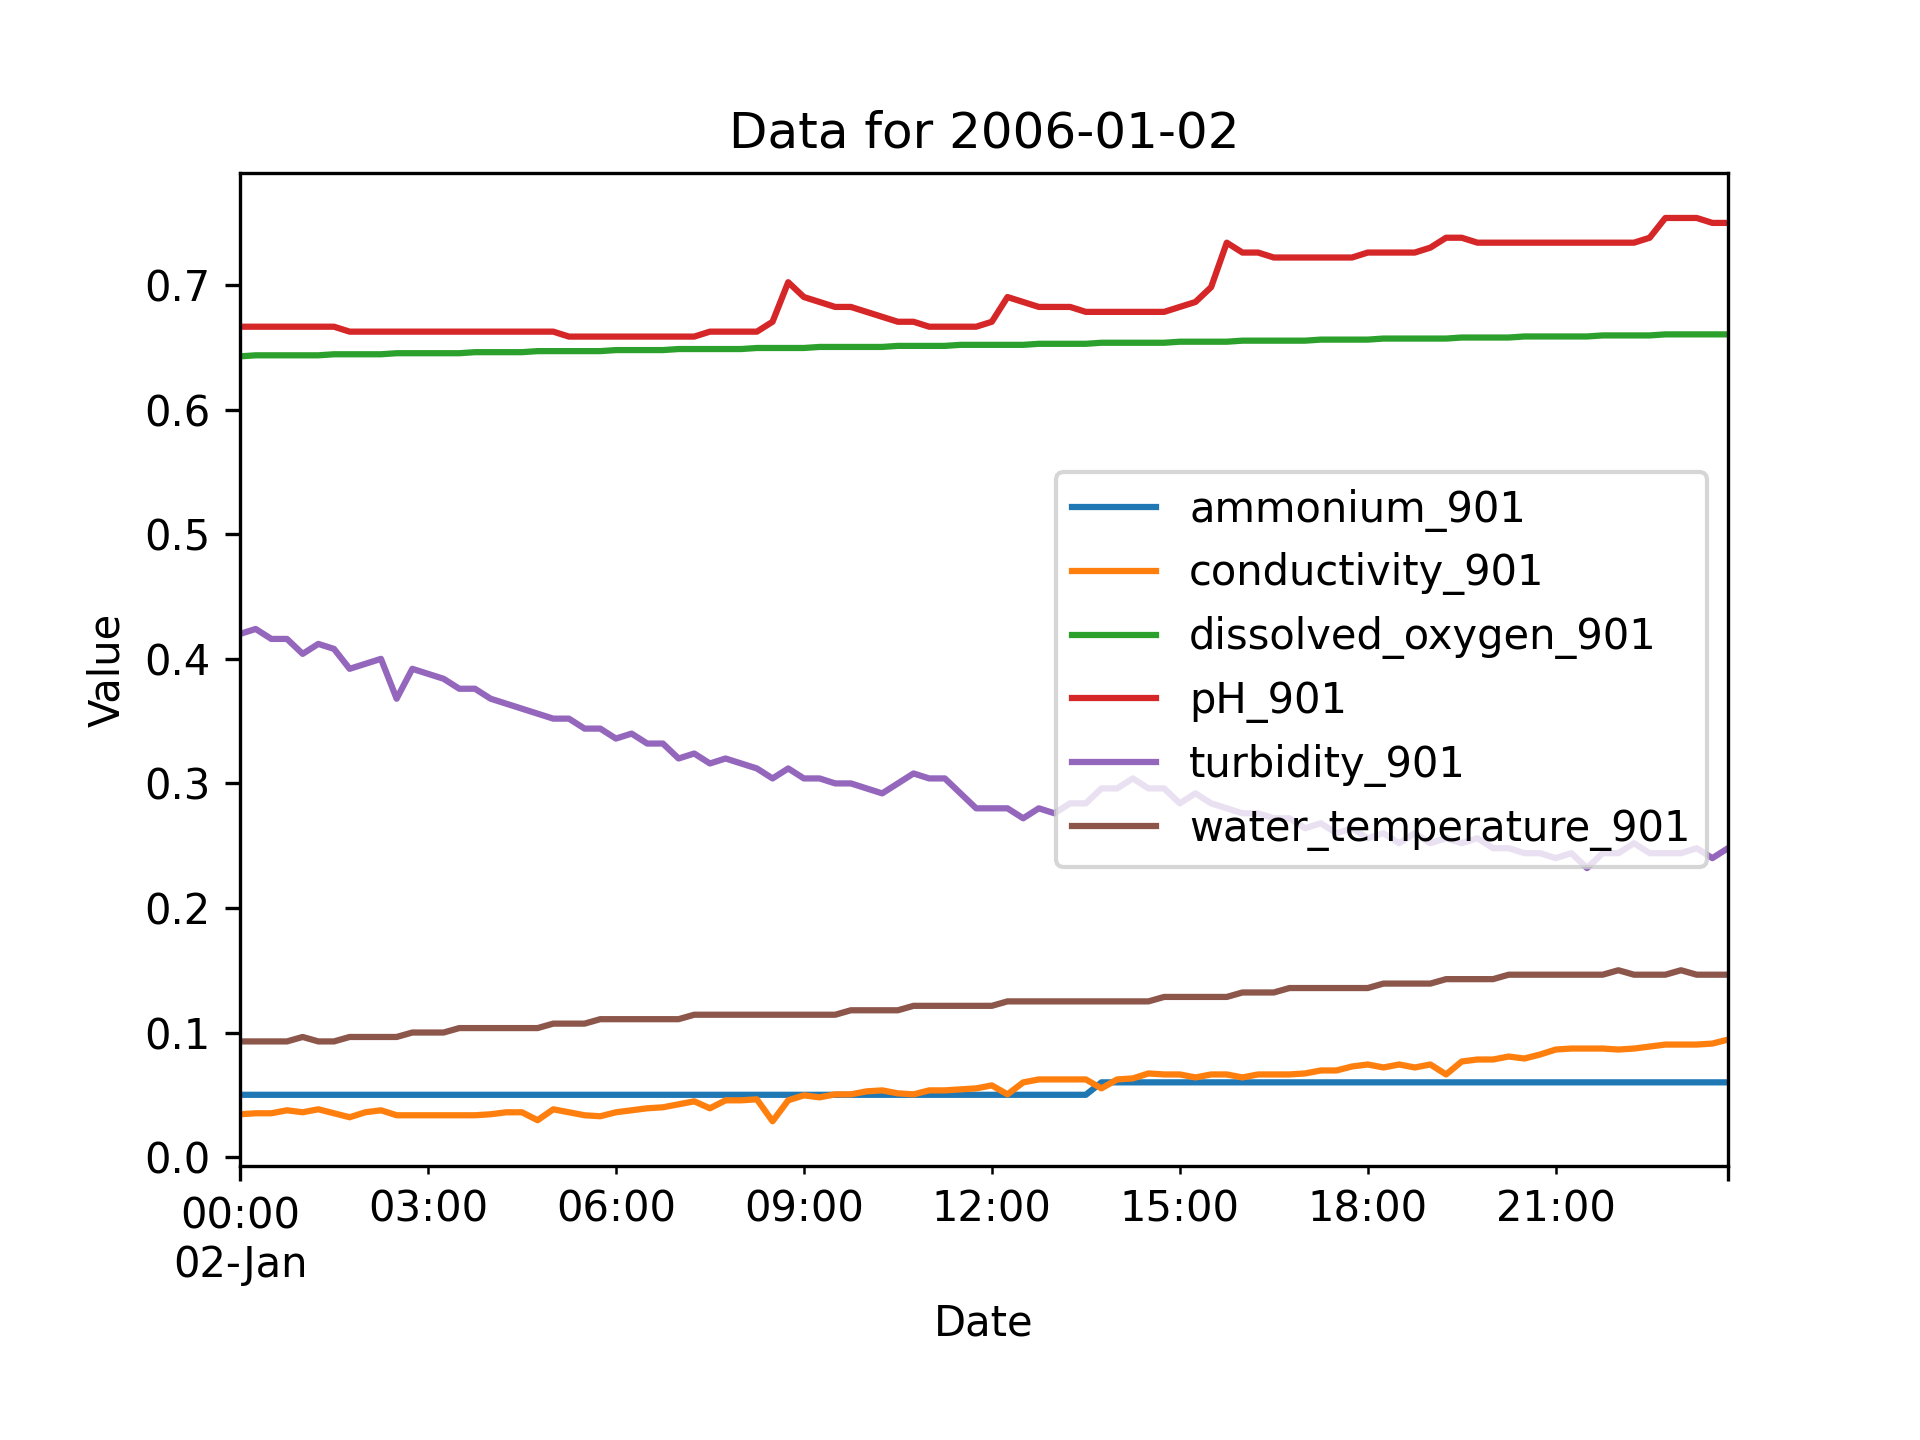 Data for 2006-01-02
Value
0.7
0.6
0.5
0.4
0.3
0.2
0.1
0.0
ammonium_901
conductivity_901
dissolved_oxygen_901
pH_901
turbidity_901
water_temperature_901
00:00 03:00 06:00 09:00 12:00 15:00 18:00 21:00
02-Jan
Date